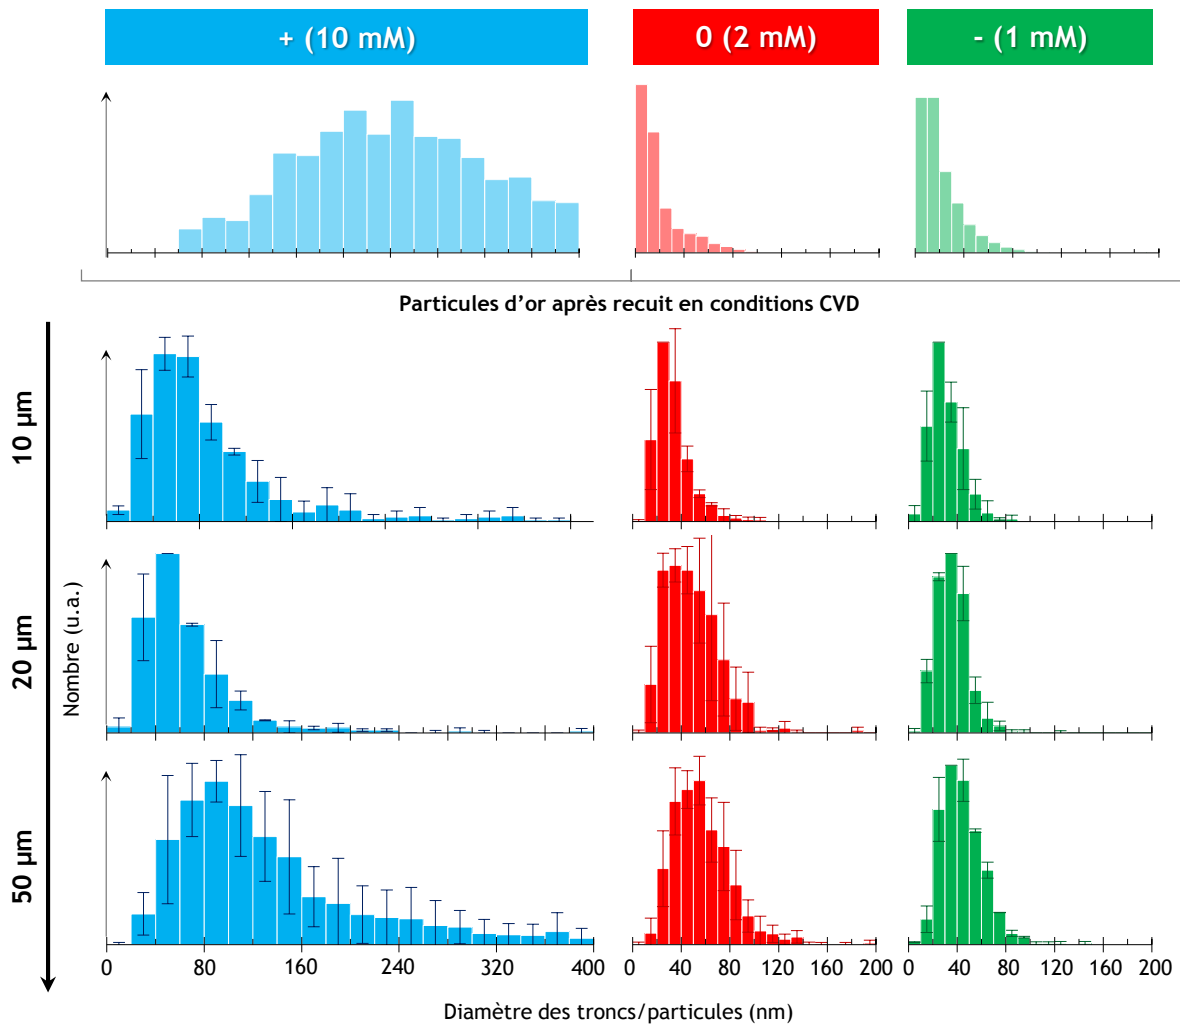 + (10 mM)
0 (2 mM)
- (1 mM)
Particules d’or après recuit en conditions CVD
10 µm
20 µm
50 µm
Nombre (u.a.)
0 80 160 240 320 400
0 40 80 120 160 200
0 40 80 120 160 200
Diamètre des troncs/particules (nm)